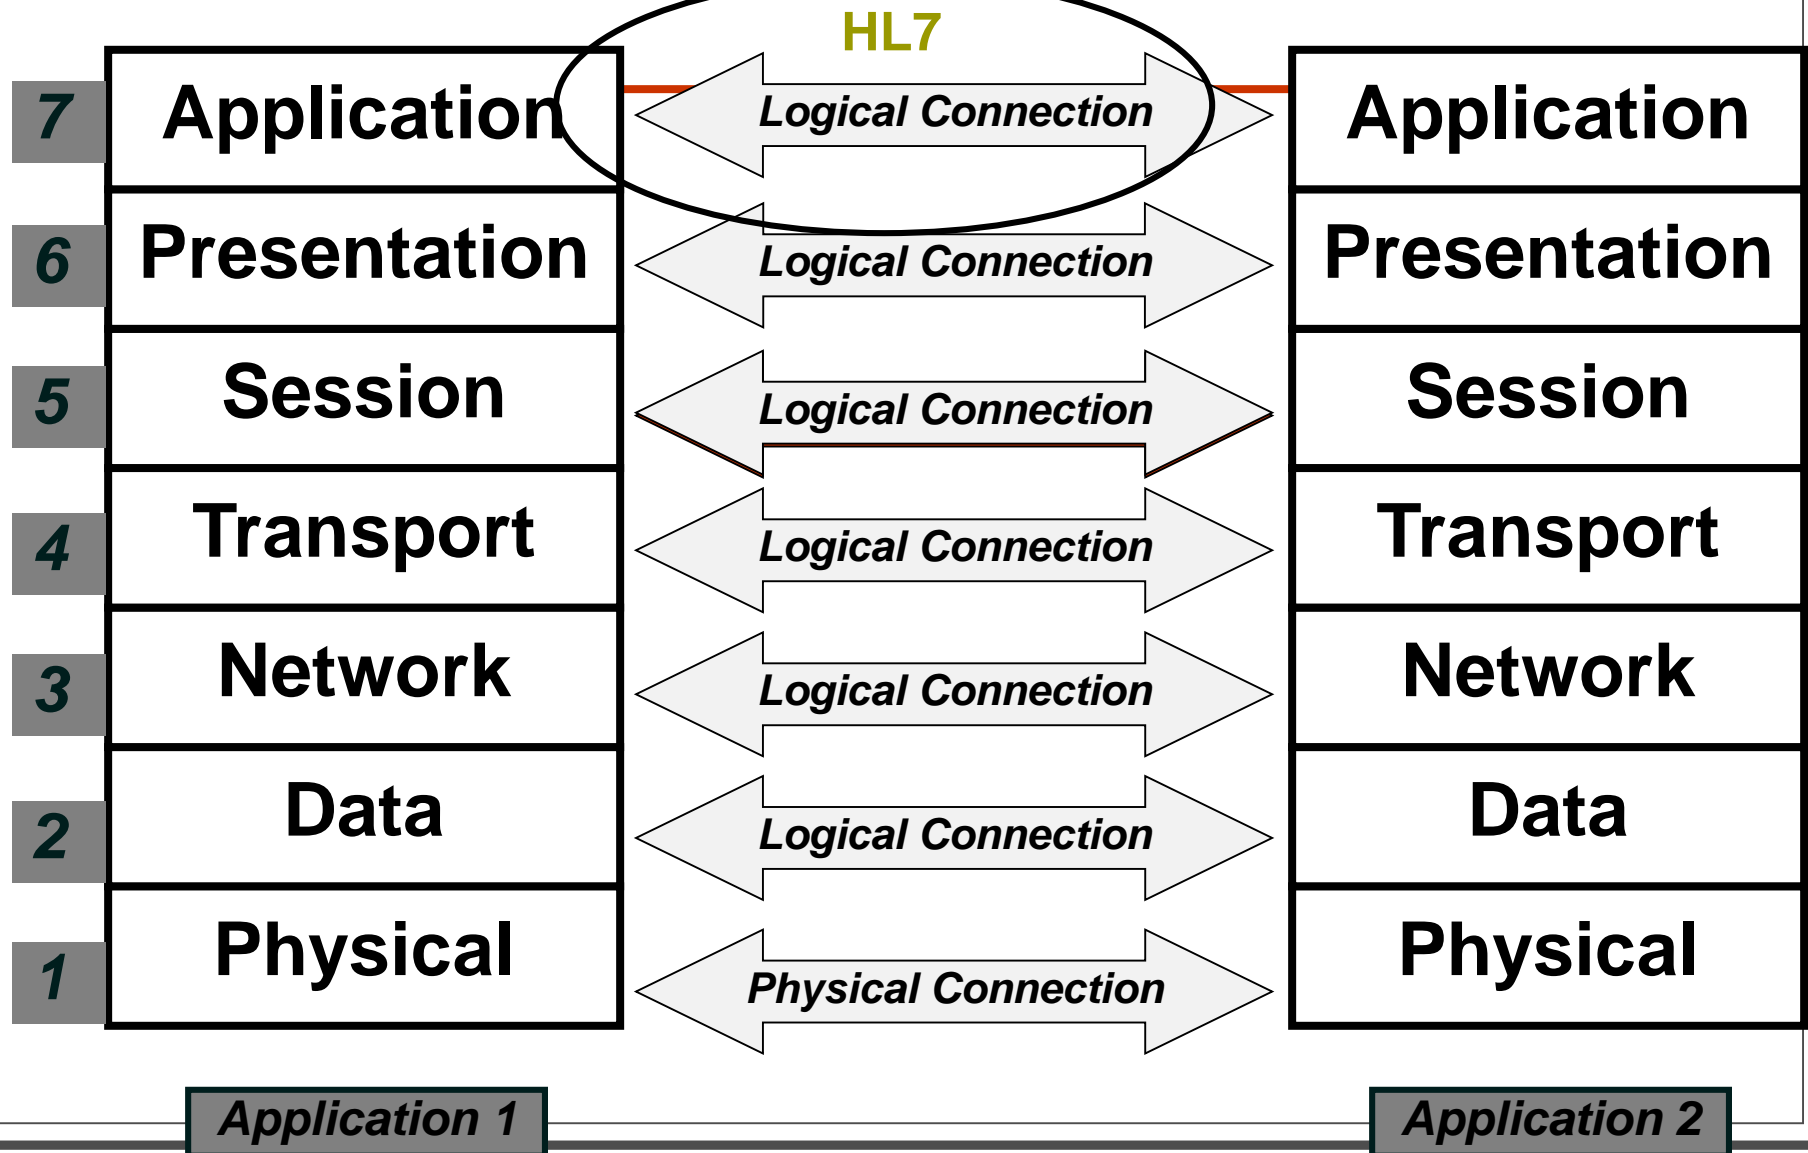 HL7
7 Application Logical Connection Application
6 Presentation Logical Connection Presentation
5 Session Logical Connection Session
4 Transport Logical Connection Transport
3 Network Logical Connection Network
2 Data Logical Connection Data
1 Physical Physical Connection Physical
Application 1 Application 2